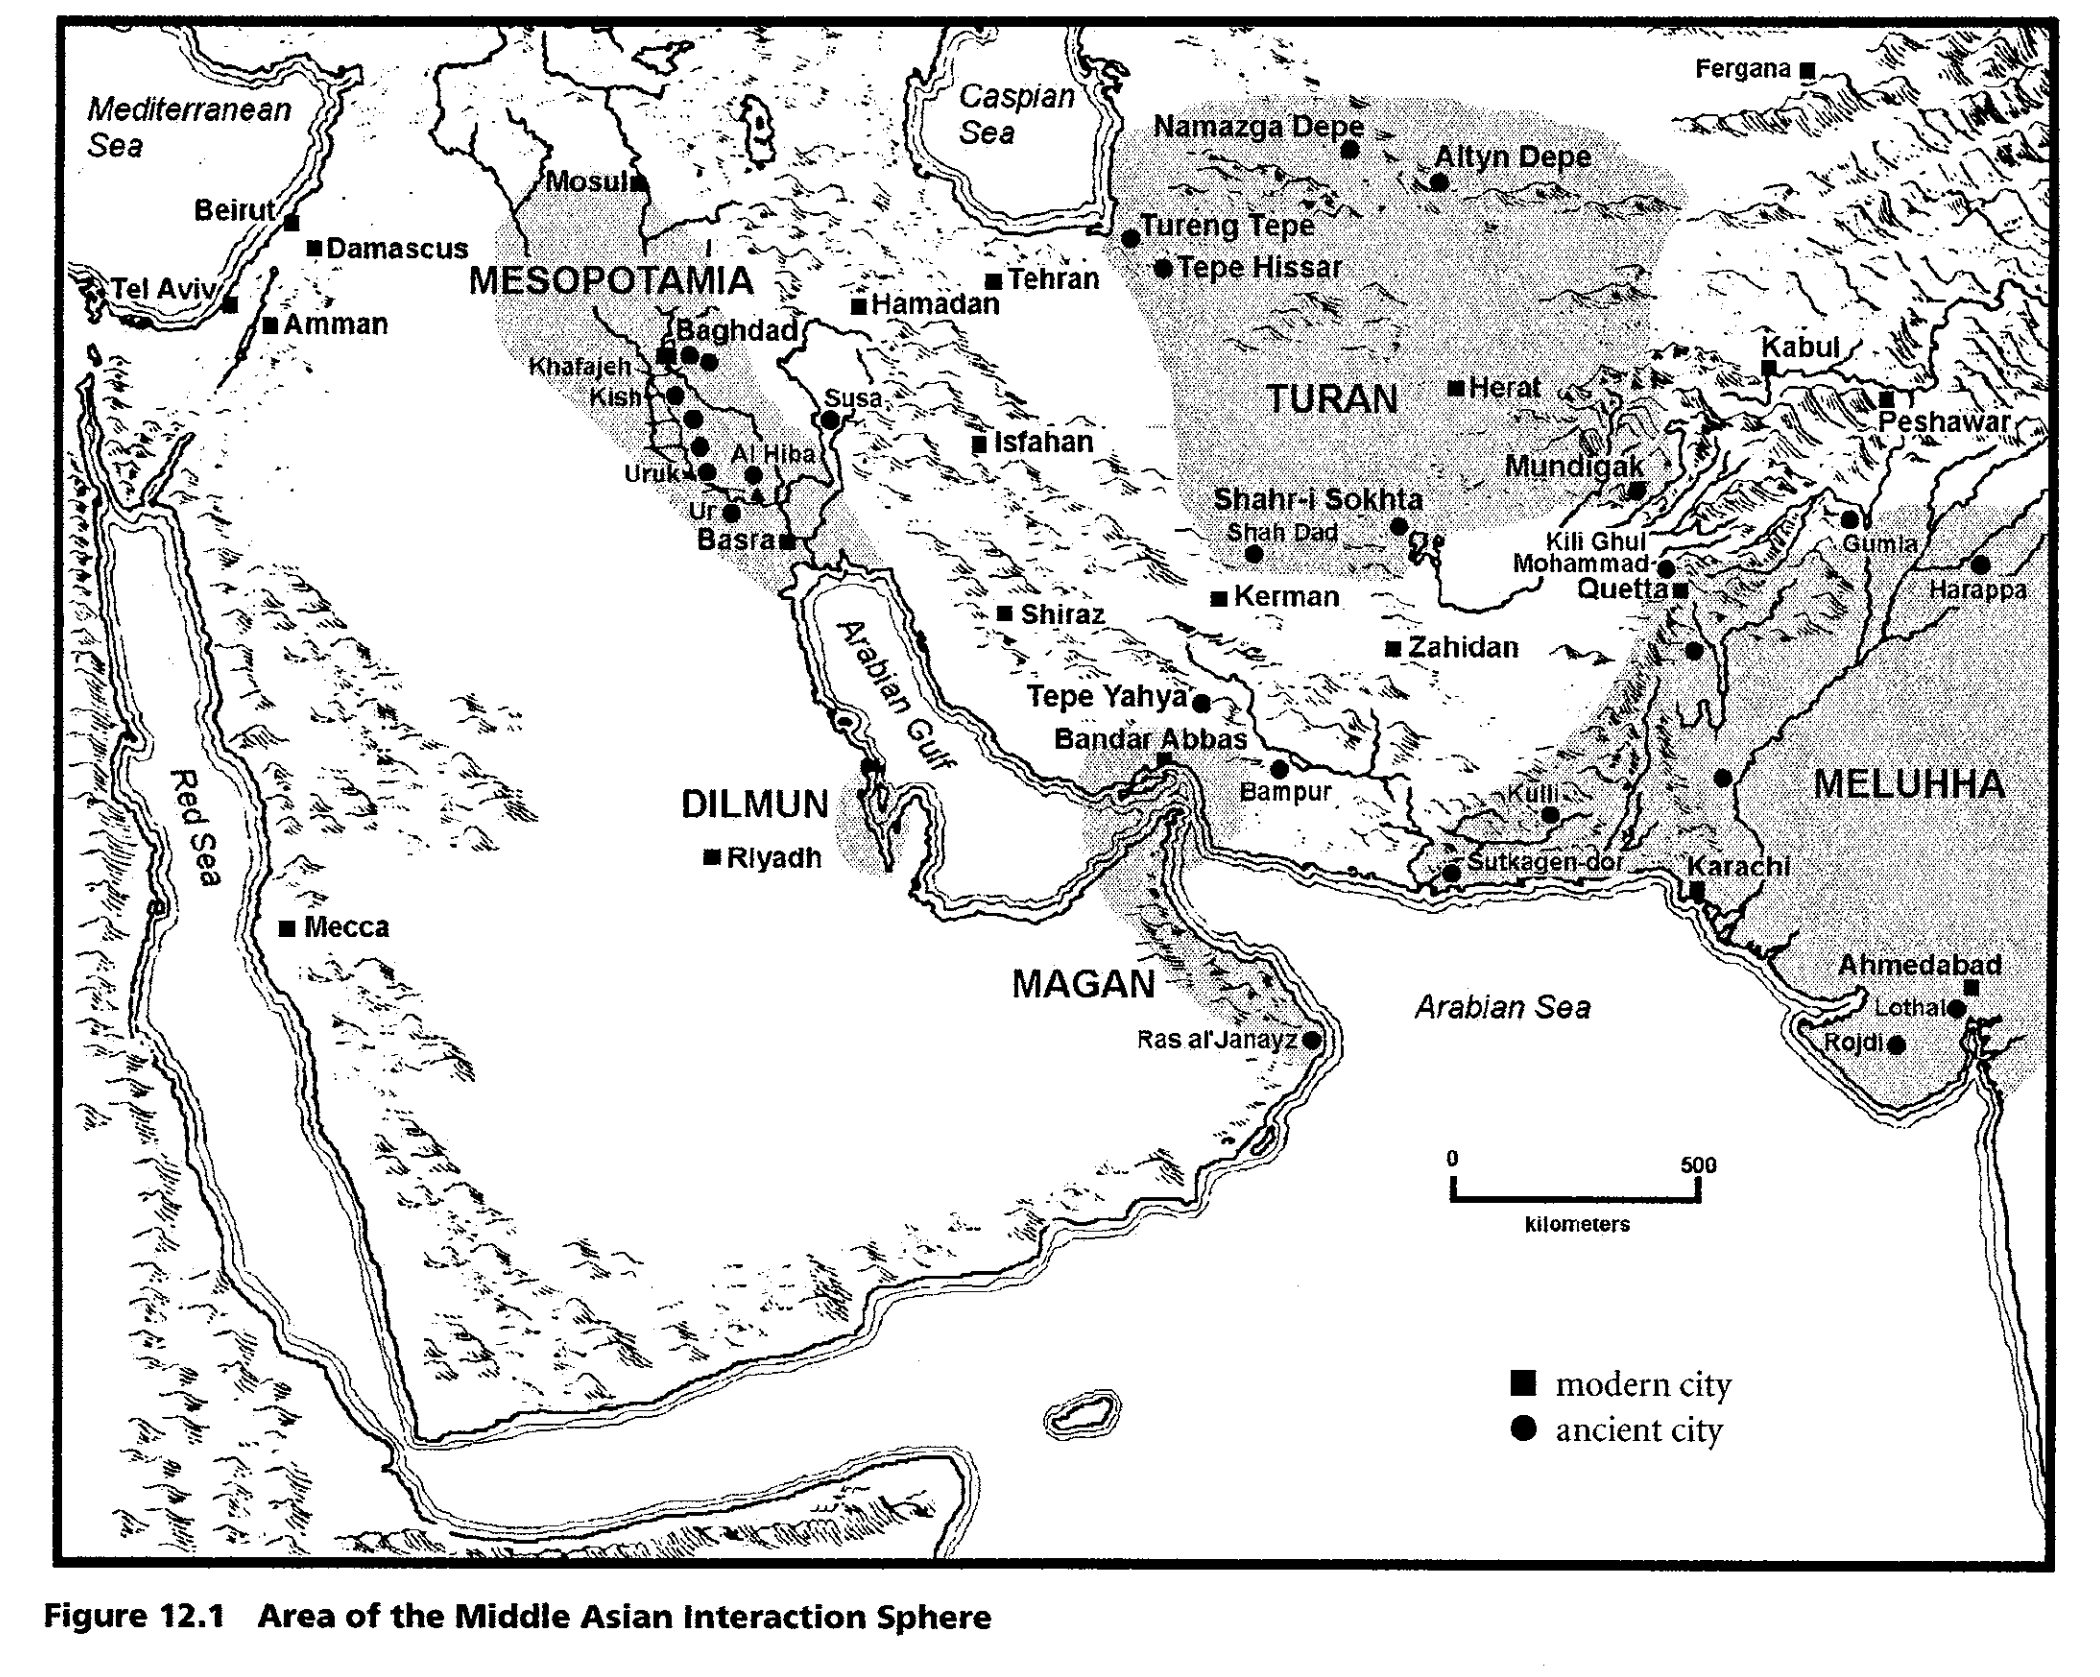 Fergana
Mediterranean
Sea
Caspian
Sea
Namazga Depe
Altyn Depe
Mosul
Beirut
Damascus
Tureng Tepe
Tepe Hissar
MESOPOTAMIA
Tehran
Tel Aviv
Hamadan
Amman
Baghdad
Kabul
Khafajeh
Kish
Susa
TURAN
Herat
Peshawar
Isfahan
Al Hiba
Uruk
Mundigak
Shahr-i Sokhta
Shah Dad
Ur
Basra
Kili Ghul
Mohammad
Gumla
Quetta
Harappa
Kerman
Shiraz
Arabian Gulf
Zahidan
Tepe Yahya
Bandar Abbas
Red Sea
DILMUN
Bampur
Kulli
MELUHHA
Riyadh
Sutkagen-dor
Karachi
Mecca
MAGAN
Ahmedabad
Arabian Sea
Lothal
Ras al'Janayz
Rojdi
0 500
kilometers
modern city
ancient city
Figure 12.1 Area of the Middle Asian Interaction Sphere